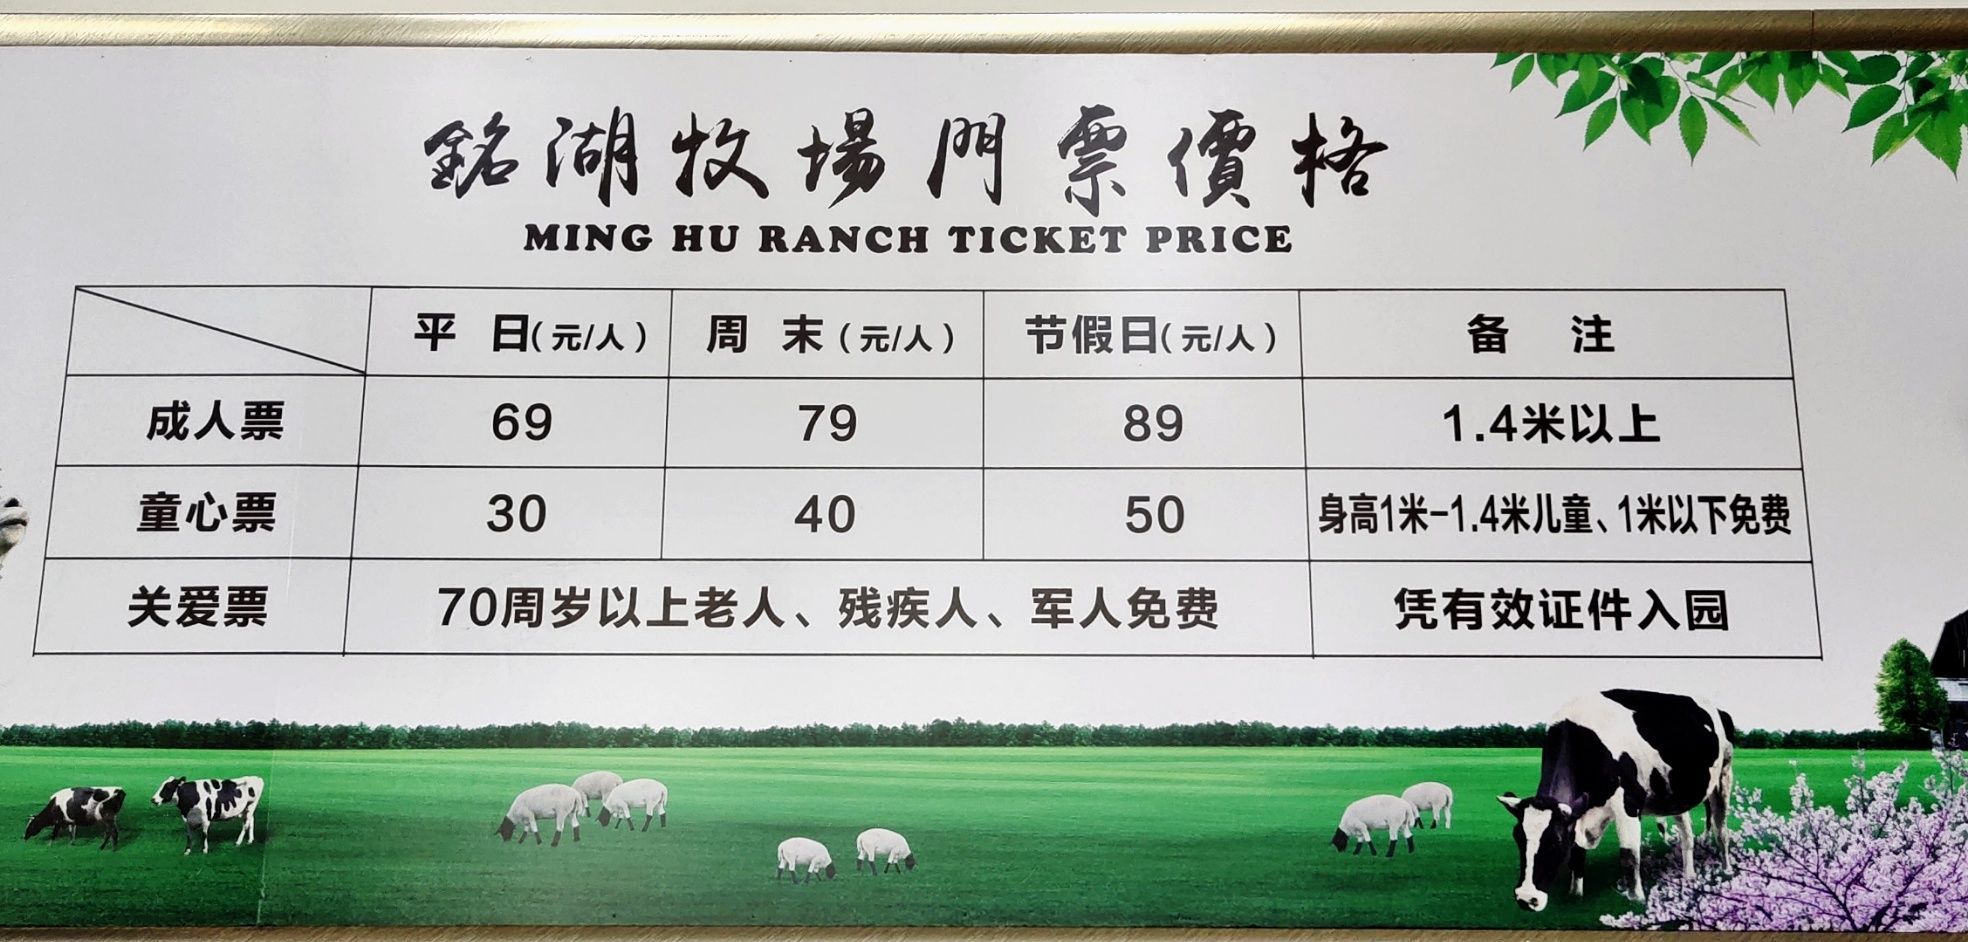 銘湖牧場門票價格
MING HU RANCH TICKET PRICE
平 日(元/人) 周 末(元/人) 节假日(元/人) 备 注
成人票 69 79 89 1.4米以上
童心票 30 40 50 身高1米-1.4米儿童、1米以下免费
关爱票 70周岁以上老人、残疾人、军人免费 凭有效证件入园